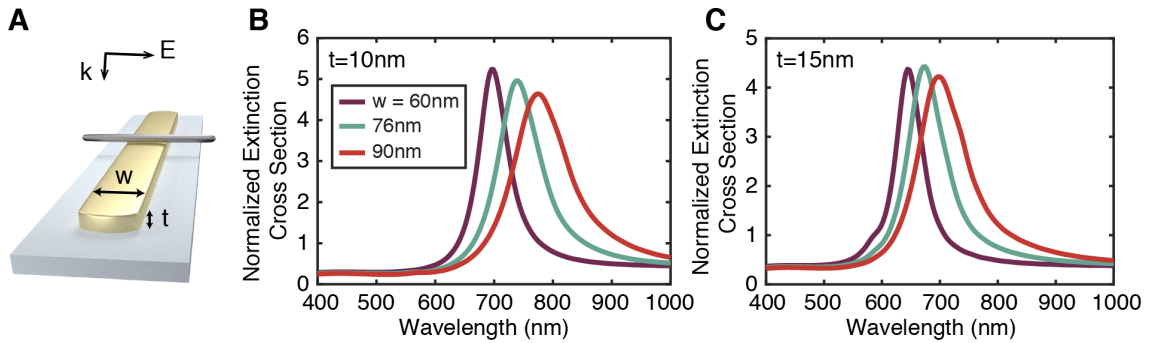 A
k
E
w
t
B
t=10nm
w = 60nm
76nm
90nm
Normalized Extinction
Cross Section
6
5
4
3
2
1
0
400 500 600 700 800 900 1000
Wavelength (nm)
C
t=15nm
Normalized Extinction
Cross Section
5
4
3
2
1
0
400 500 600 700 800 900 1000
Wavelength (nm)